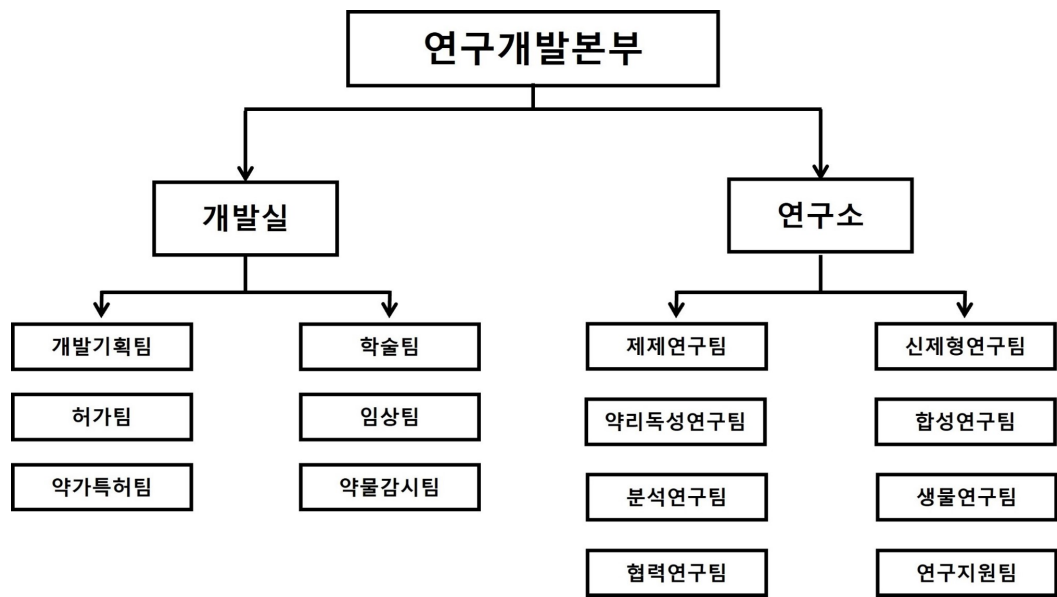 연구개발본부
개발실
연구소
개발기획팀
학술팀
허가팀
임상팀
약가특허팀
약물감시팀
제제연구팀
신제형연구팀
약리독성연구팀
합성연구팀
분석연구팀
생물연구팀
협력연구팀
연구지원팀